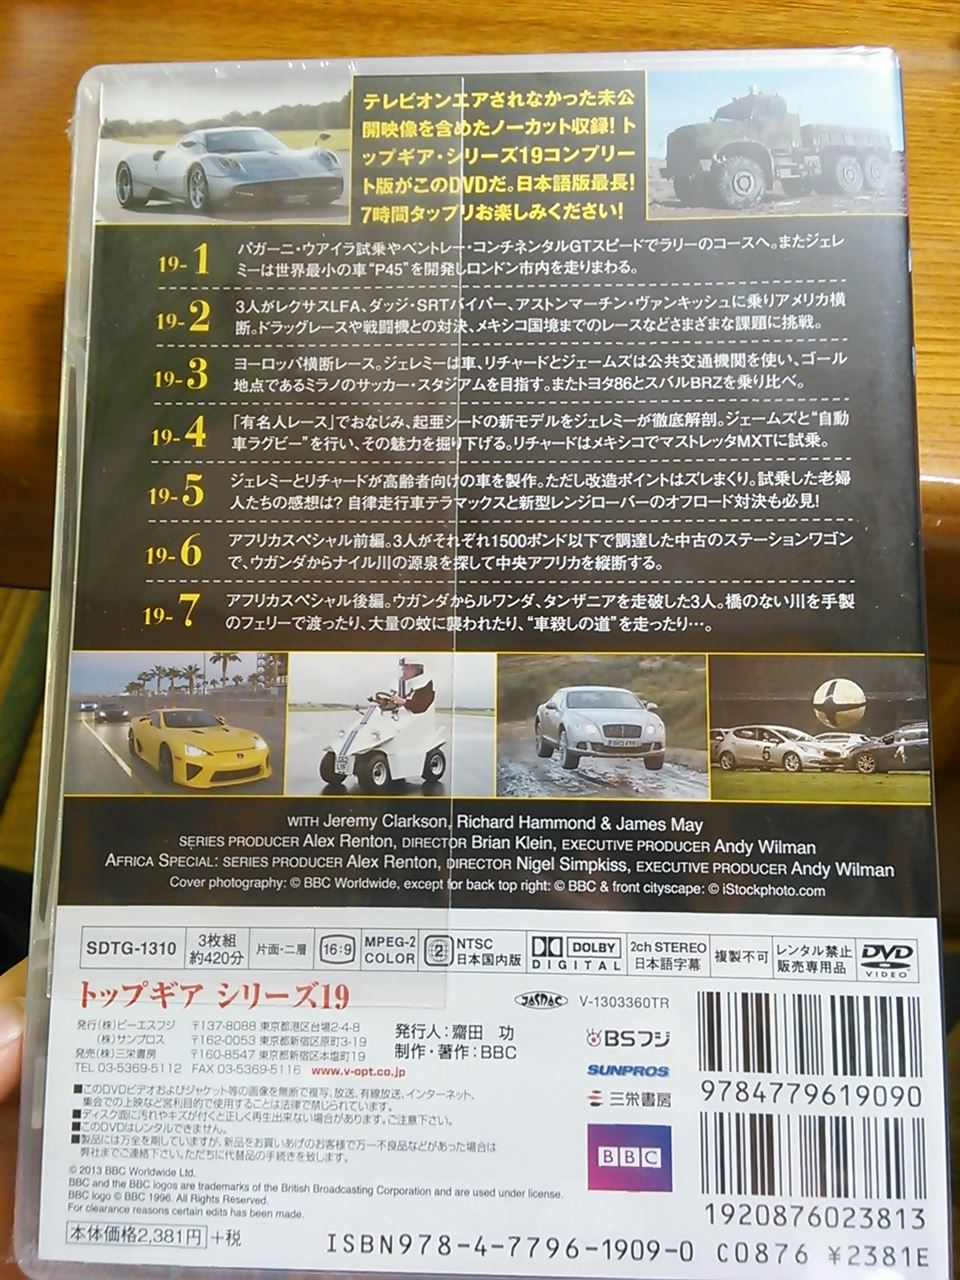 テレビオンエアされなかった未公
開映像を含めたノーカット収録!ト
ップギア・シリーズ19コンプリー
ト版がこのDVDだ。日本語版最長!
7時間タップリお楽しみください!
19-1
パガーニ・ウアイラ試乗やベントレー・コンチネンタルGTスピードでラリーのコースへ。またジェレ
ミーは世界最小の車“P45”を開発しロンドン市内を走りまわる。
19-2
3人がレクサスLFA、ダッジ・SRTバイパー、アストンマーチン・ヴァンキッシュに乗りアメリカ横
断。ドラッグレースや戦闘機との対決、メキシコ国境までのレースなどさまざまな課題に挑戦。
19-3
ヨーロッパ横断レース。ジェレミーは車、リチャードとジェームズは公共交通機関を使い、ゴール
地点であるミラノのサッカー・スタジアムを目指す。またトヨタ86とスバルBRZを乗り比べ。
19-4
「有名人レース」でおなじみ、起亜シードの新モデルをジェレミーが徹底解剖。ジェームズと“自動
車ラグビー”を行い、その魅力を掘り下げる。リチャードはメキシコでマストレッタMXTに試乗。
19-5
ジェレミーとリチャードが高齢者向けの車を製作。ただし改造ポイントはズレまくり。試乗した老婦
人たちの感想は? 自律走行車テラマックスと新型レンジローバーのオフロード対決も必見!
19-6
アフリカスペシャル前編。3人がそれぞれ1500ポンド以下で調達した中古のステーションワゴン
で、ウガンダからナイル川の源泉を探して中央アフリカを縦断する。
19-7
アフリカスペシャル後編。ウガンダからルワンダ、タンザニアを走破した3人。橋のない川を手製
のフェリーで渡ったり、大量の蚊に襲われたり、“車殺しの道”を走ったり…。
WITH Jeremy Clarkson, Richard Hammond & James May
SERIES PRODUCER Alex Renton, DIRECTOR Brian Klein, EXECUTIVE PRODUCER Andy Wilman
AFRICA SPECIAL: SERIES PRODUCER Alex Renton, DIRECTOR Nigel Simpkiss, EXECUTIVE PRODUCER Andy Wilman
Cover photography: © BBC Worldwide, except for back top right: © BBC & front cityscape: © iStockphoto.com
SDTG-1310 3枚組 約420分 片面・二層 16:9 MPEG-2 COLOR 2 NTSC 日本国内版 DOLBY DIGITAL 2ch STEREO 日本語字幕 複製不可 レンタル禁止 販売専用品 DVD VIDEO
トップギア シリーズ19
JASRAC V-1303360TR
発行(株)ビーエスフジ 〒137-8088 東京都港区台場2-4-8
(株)サンプロス 〒162-0053 東京都新宿区原町3-19
発売(株)三栄書房 〒160-8547 東京都新宿区本塩町19
TEL 03-5369-5112 FAX 03-5369-5116 www.v-opt.co.jp
発行人:齋田 功
制作・著作:BBC
BSフジ
SUNPROS
三栄書房
BBC
9784779619090
1920876023813
■このDVDビデオおよびジャケット等の画像を無断で複写、放送、有線放送、インターネット、
集会での上映など営利目的で使用することは法律で禁じられています。
■ディスク面に汚れやキズが付くと正しく再生出来ない場合があります。ご注意下さい。
■このDVDはレンタルできません。
■製品には万全を期していますが、新品をお買いあげのお客様で万一不良品などがあった場合は
弊社までご連絡下さい。ただちに代替品の手続きを致します。
© 2013 BBC Worldwide Ltd.
BBC and the BBC logos are trademarks of the British Broadcasting Corporation and are used under license.
BBC logo © BBC 1996. All Rights Reserved.
For clearance reasons certain edits has been made.
本体価格2,381円 +税
ISBN978-4-7796-1909-0 C0876 ¥2381E